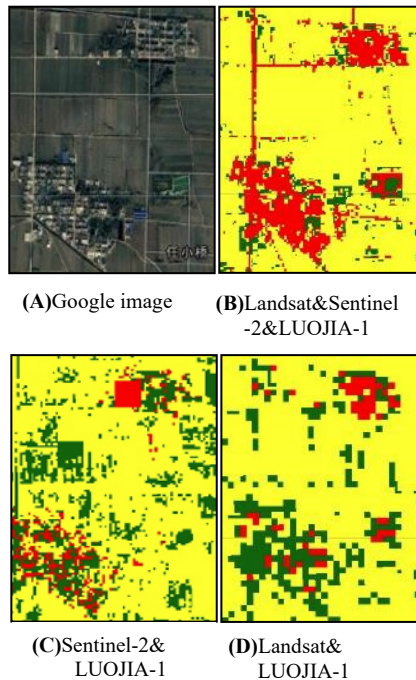 (A)Google image
(B)Landsat&Sentinel
-2&LUOJIA-1
(C)Sentinel-2&
LUOJIA-1
(D)Landsat&
LUOJIA-1